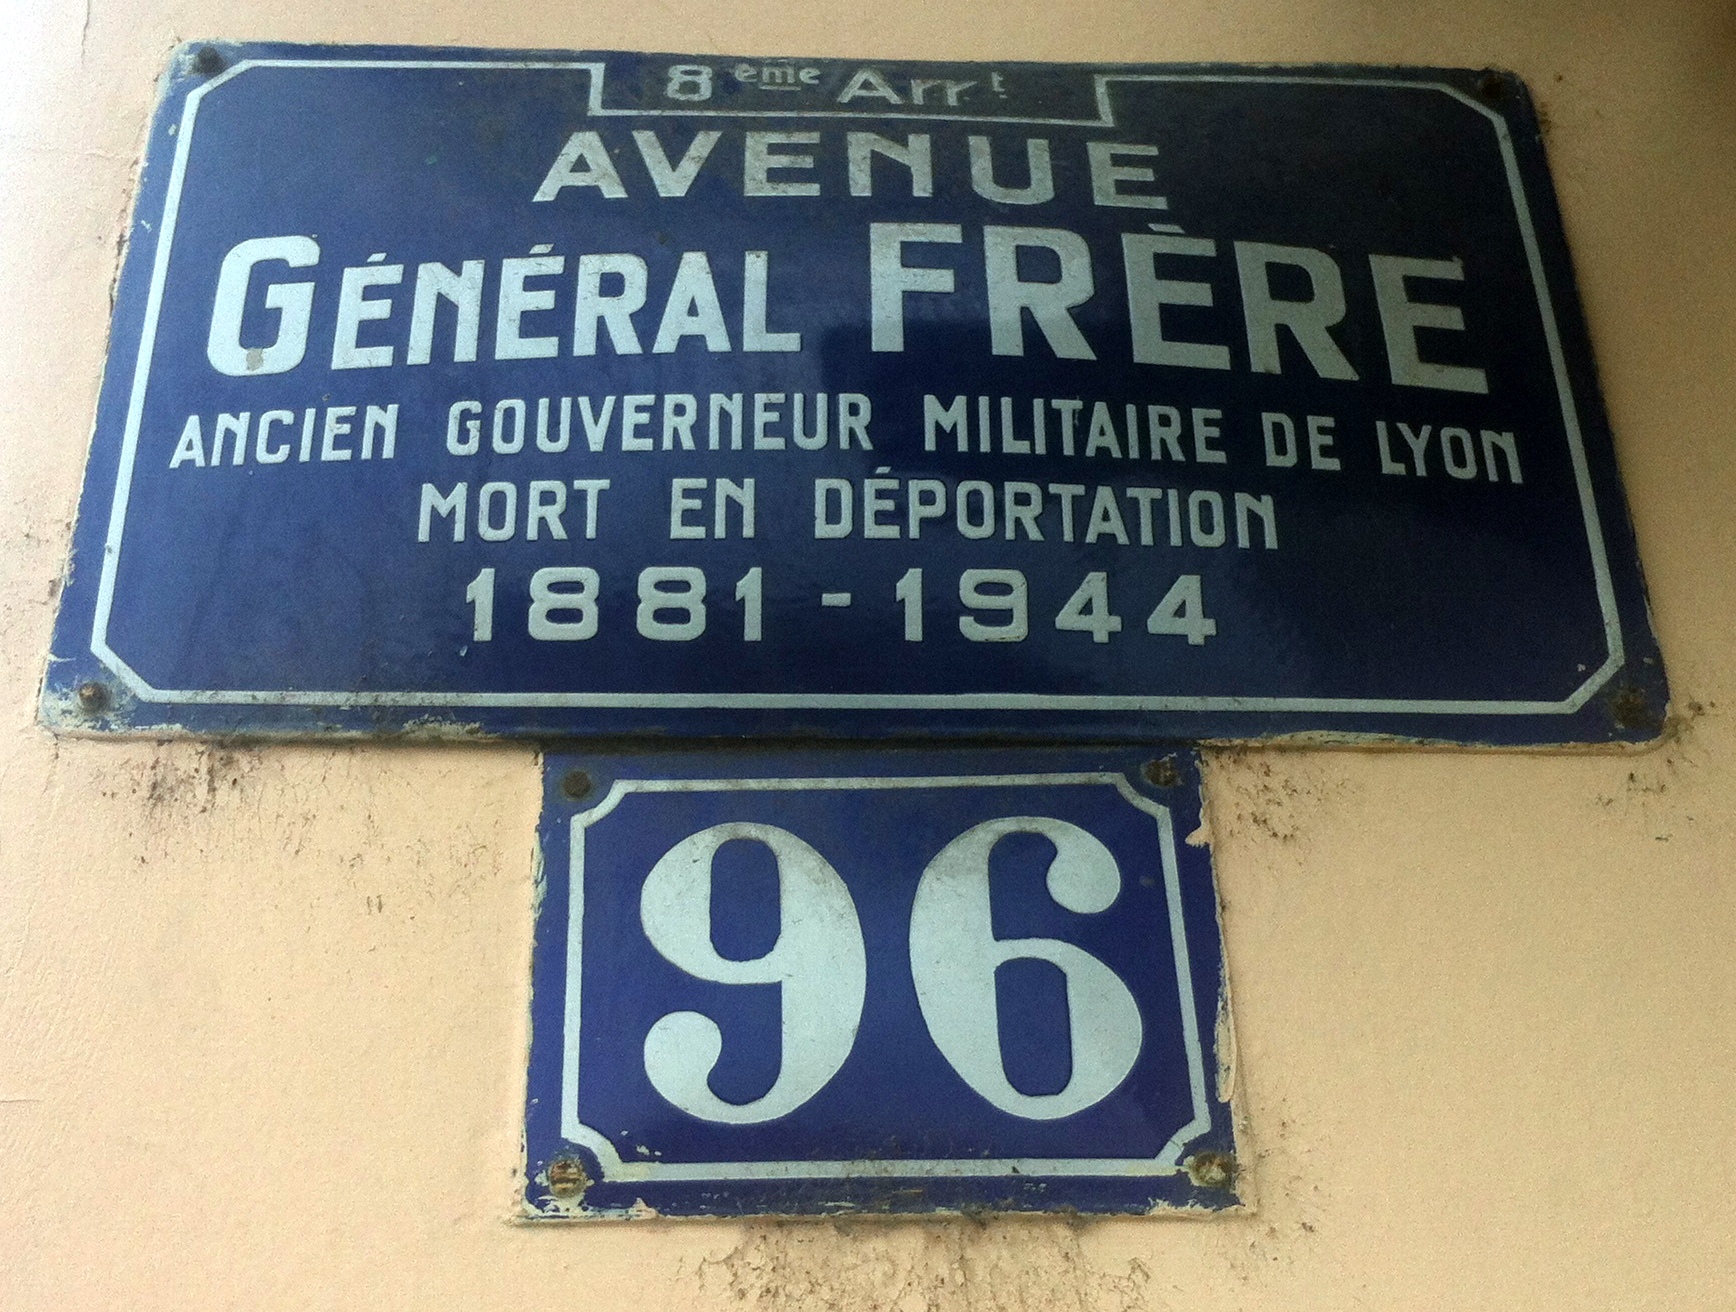 8ème Arrt
AVENUE
GÉNÉRAL FRÈRE
ANCIEN GOUVERNEUR MILITAIRE DE LYON
MORT EN DÉPORTATION
1881-1944
96